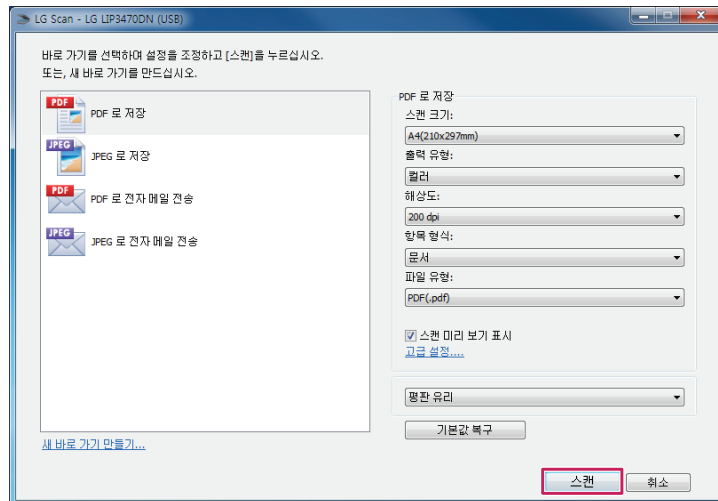 LG Scan - LG LIP3470DN (USB)
바로 가기를 선택하여 설정을 조정하고 [스캔]을 누르십시오.
또는, 새 바로 가기를 만드십시오.
PDF
PDF 로 저장
JPEG
JPEG 로 저장
PDF
PDF 로 전자 메일 전송
JPEG
JPEG 로 전자 메일 전송
새 바로 가기 만들기...
PDF 로 저장
스캔 크기:
A4(210x297mm)
출력 유형:
컬러
해상도:
200 dpi
항목 형식:
문서
파일 유형:
PDF(.pdf)
스캔 미리 보기 표시
고급 설정....
평판 유리
기본값 복구
스캔
취소